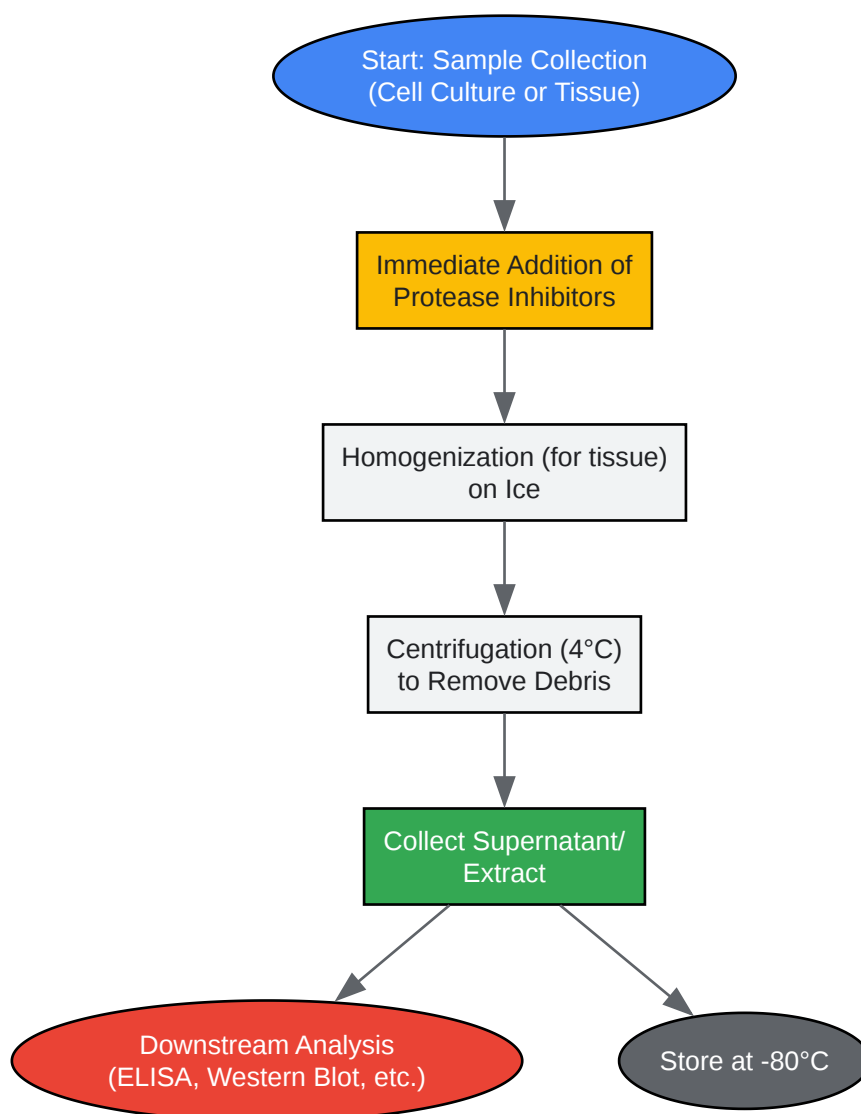 Start: Sample Collection
(Cell Culture or Tissue)
Immediate Addition of
Protease Inhibitors
Homogenization (for tissue)
on Ice
Centrifugation (4°C)
to Remove Debris
Collect Supernatant/
Extract
Downstream Analysis
(ELISA, Western Blot, etc.)
Store at -80°C